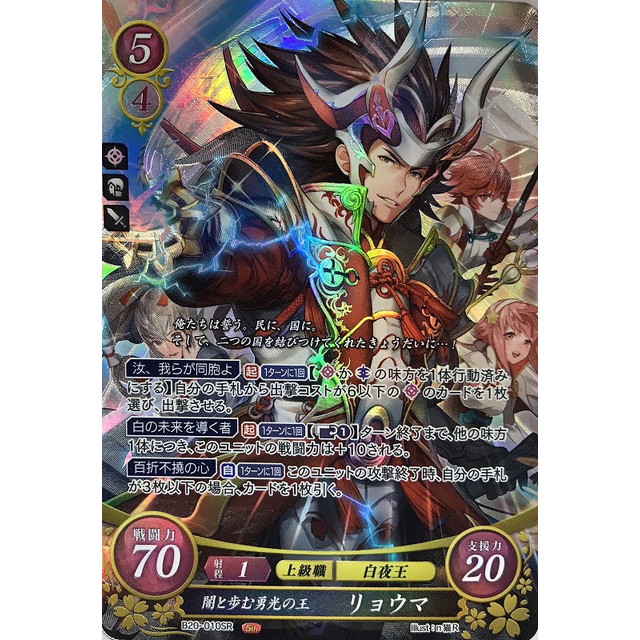 5
4
俺たちは誓う。民に、国に。
そして、二つの国を結びつけてくれたきょうだいに…!
汝、我らが同胞よ 起 1ターンに1回 【 か の味方を1体行動済み
にする】自分の手札から出撃コストが6以下の のカードを1枚
選び、出撃させる。
白の未来を導く者 起 1ターンに1回 【 1】ターン終了まで、他の味方
1体につき、このユニットの戦闘力は+10される。
百折不撓の心 自 1ターンに1回 このユニットの攻撃終了時、自分の手札
が3枚以下の場合、カードを1枚引く。
戦闘力
70
射程 1
上級職
白夜王
支援力
20
闇と歩む勇光の王 リョウマ
B20-010SR 5th
Illust:n猫R